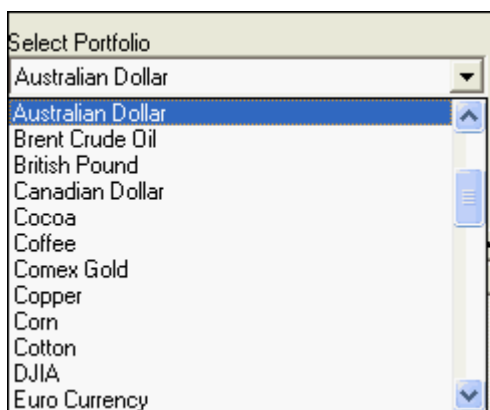 Select Portfolio
Australian Dollar
Australian Dollar
Brent Crude Oil
British Pound
Canadian Dollar
Cocoa
Coffee
Comex Gold
Copper
Corn
Cotton
DJIA
Euro Currency